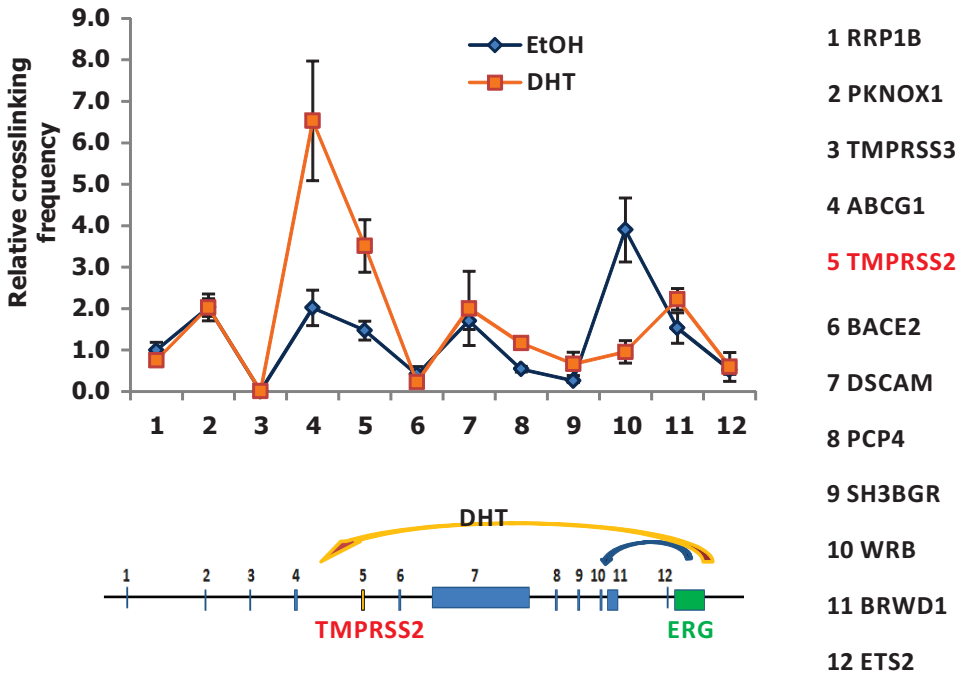 9.0
8.0
7.0
6.0
5.0
4.0
3.0
2.0
1.0
0.0
Relative crosslinking
frequency
EtOH
DHT
1 2 3 4 5 6 7 8 9 10 11 12
1 RRP1B
2 PKNOX1
3 TMPRSS3
4 ABCG1
5 TMPRSS2
6 BACE2
7 DSCAM
8 PCP4
9 SH3BGR
10 WRB
11 BRWD1
12 ETS2
DHT
1 2 3 4 5 6 7 8 9 10 11 12
TMPRSS2 ERG